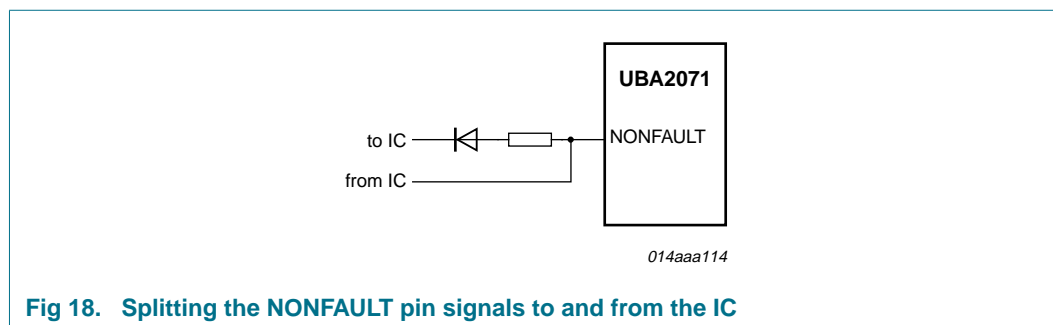 UBA2071
to IC
NONFAULT
from IC
014aaa114
Fig 18. Splitting the NONFAULT pin signals to and from the IC